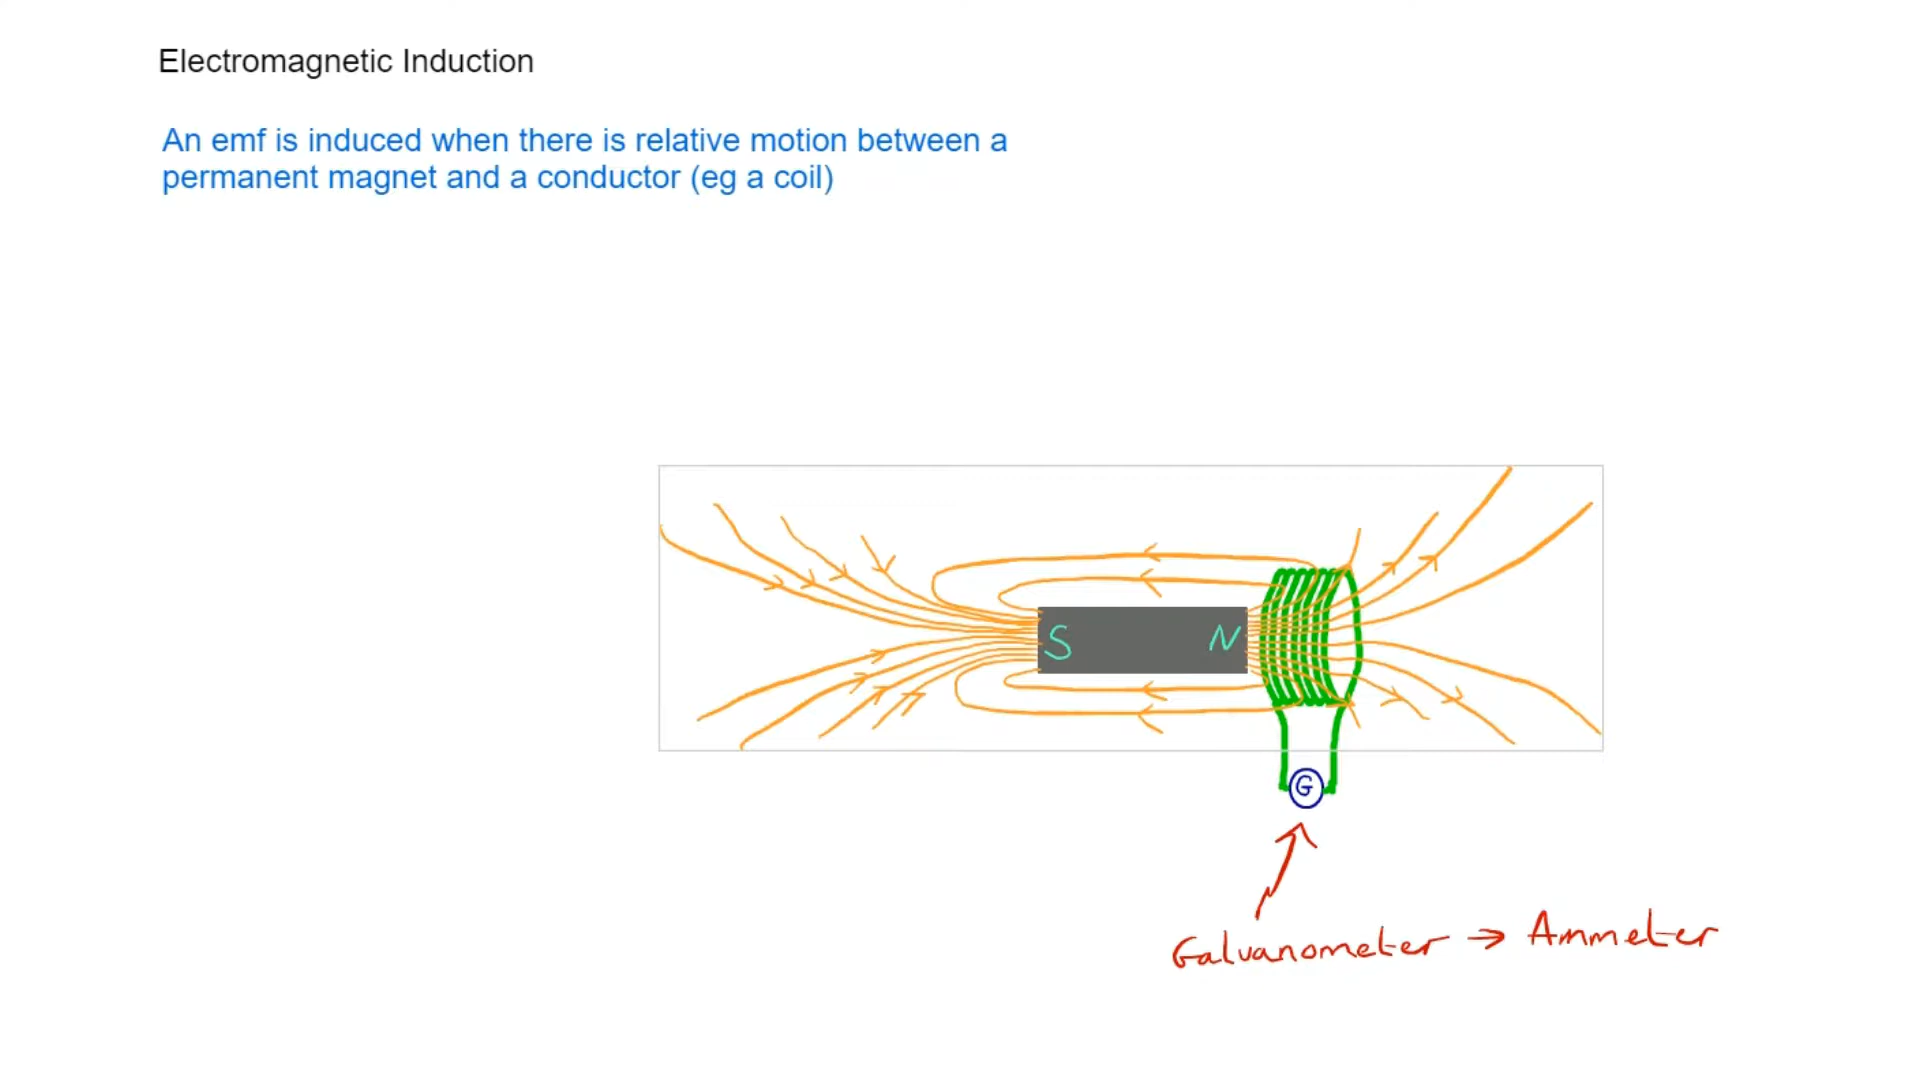 Electromagnetic Induction
An emf is induced when there is relative motion between a
permanent magnet and a conductor (eg a coil)
S N
G
Galvanometer → Ammeter